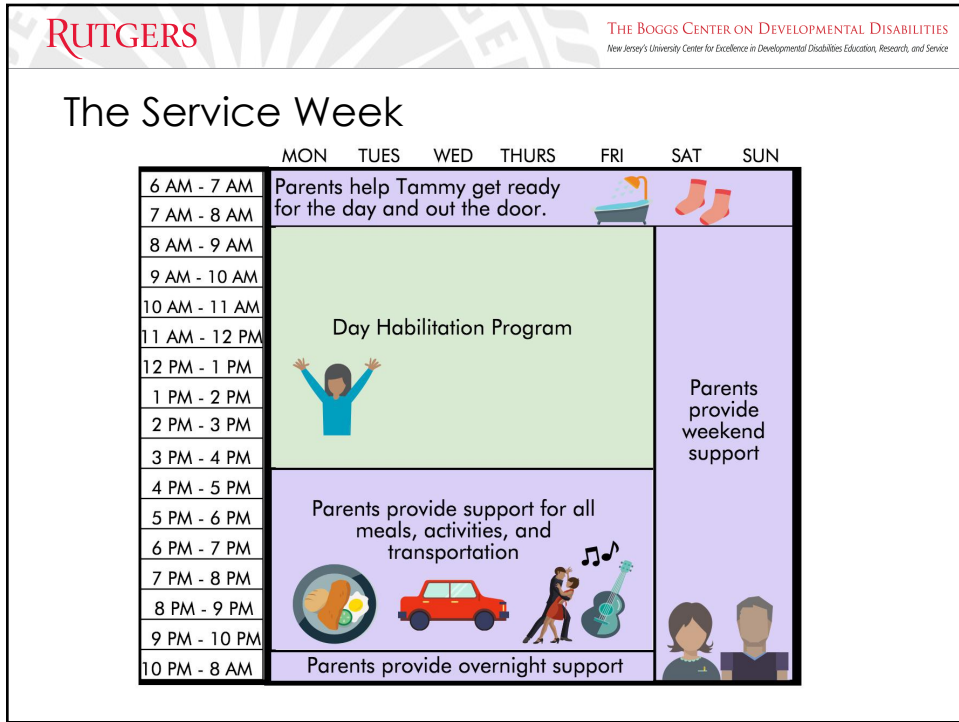 RUTGERS
THE BOGGS CENTER ON DEVELOPMENTAL DISABILITIES
New Jersey's University Center for Excellence in Developmental Disabilities Education, Research, and Service
The Service Week
MON TUES WED THURS FRI SAT SUN
6 AM - 7 AM
7 AM - 8 AM
8 AM - 9 AM
9 AM - 10 AM
10 AM - 11 AM
11 AM - 12 PM
12 PM - 1 PM
1 PM - 2 PM
2 PM - 3 PM
3 PM - 4 PM
4 PM - 5 PM
5 PM - 6 PM
6 PM - 7 PM
7 PM - 8 PM
8 PM - 9 PM
9 PM - 10 PM
10 PM - 8 AM
Parents help Tammy get ready
for the day and out the door.
Day Habilitation Program
Parents
provide
weekend
support
Parents provide support for all
meals, activities, and
transportation
Parents provide overnight support